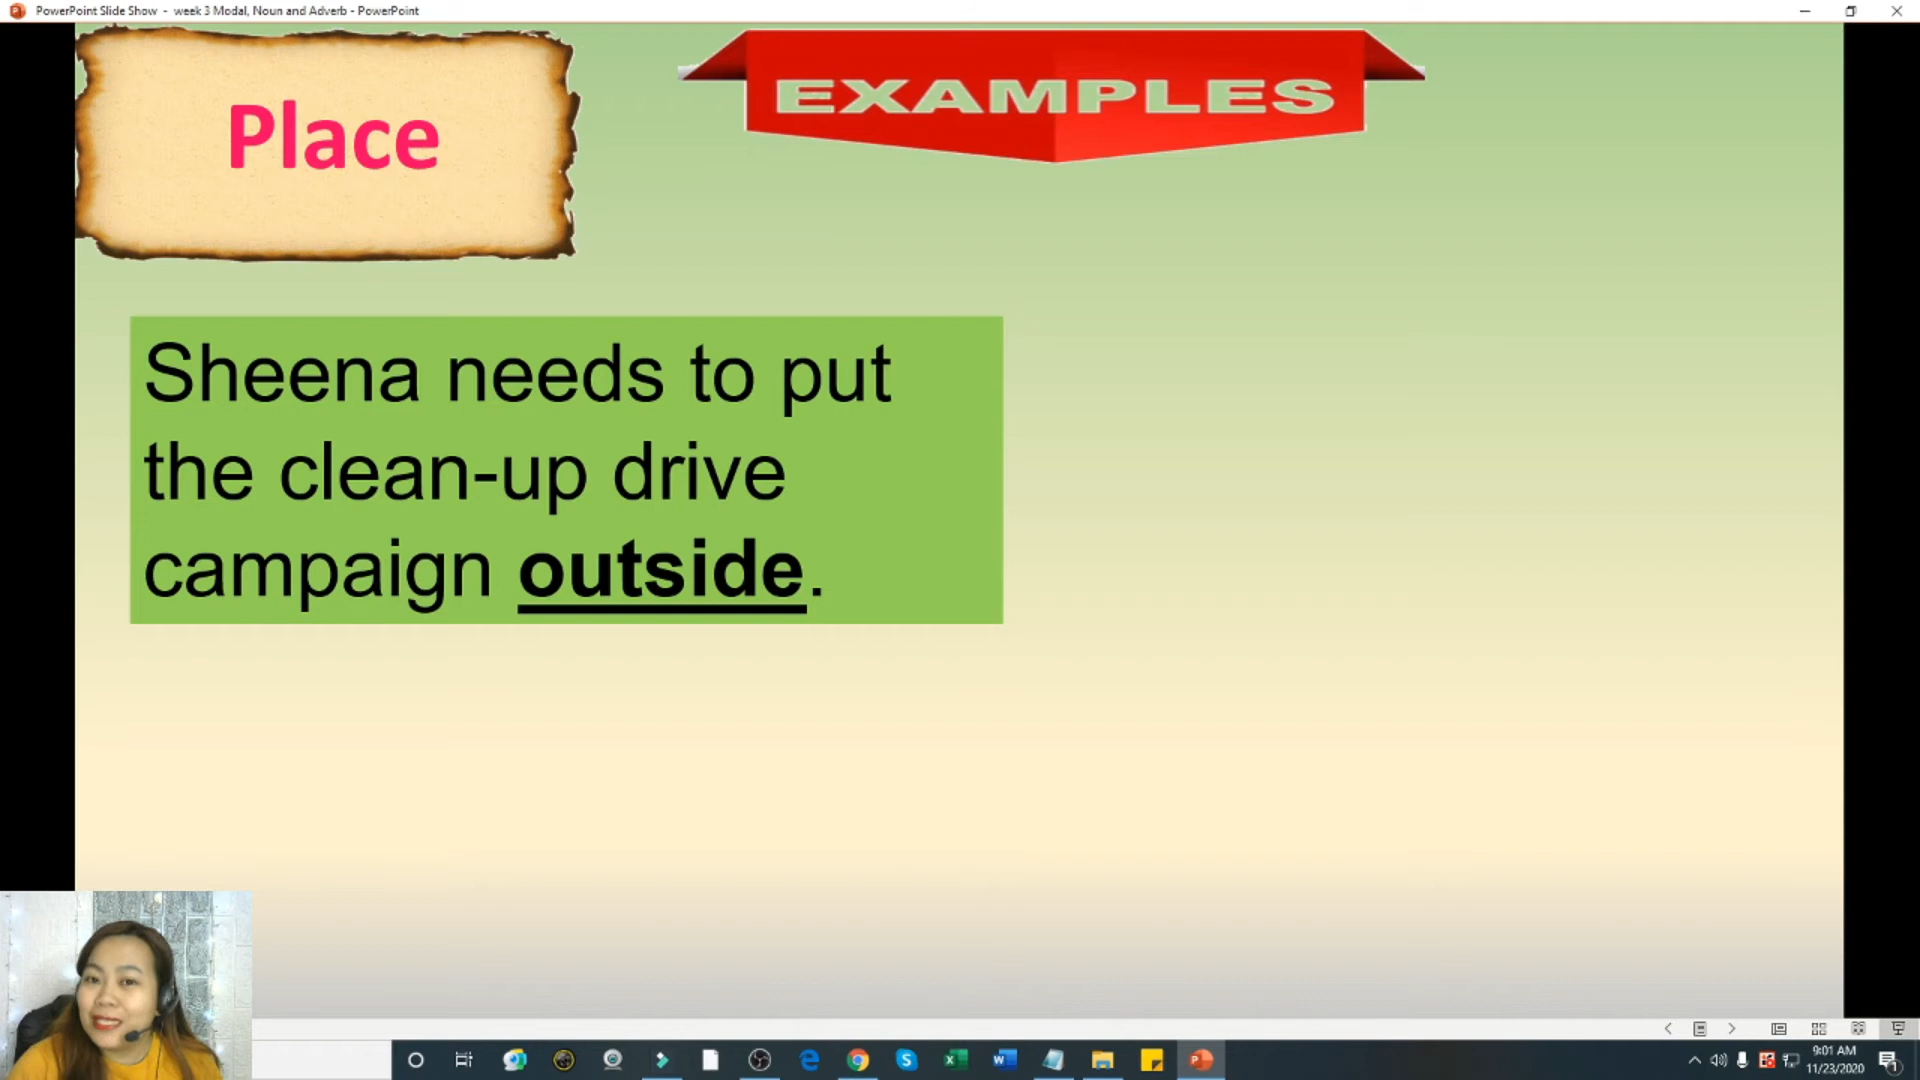 PowerPoint Slide Show - week 3 Modal, Noun and Adverb - PowerPoint
Place
EXAMPLES
Sheena needs to put
the clean-up drive
campaign outside.
9:01 AM
11/23/2020